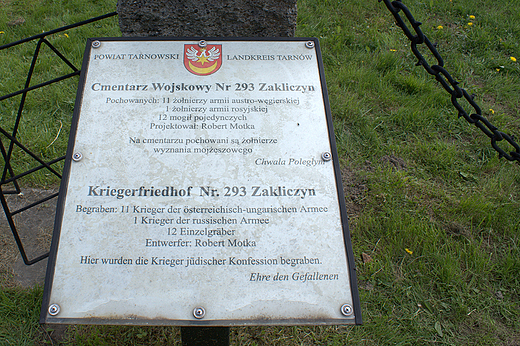 POWIAT TARNOWSKI LANDKREIS TARNÓW
Cmentarz Wojskowy Nr 293 Zakliczyn
Pochowanych: 11 żołnierzy armii austro-węgierskiej
1 żołnierz armii rosyjskiej
12 mogił pojedynczych
Projektował: Robert Motka
Na cmentarzu pochowani są żołnierze
wyznania mojżeszowego
Chwała Poległym
Kriegerfriedhof Nr. 293 Zakliczyn
Begraben: 11 Krieger der österreichisch-ungarischen Armee
1 Krieger der russischen Armee
12 Einzelgräber
Entwerfer: Robert Motka
Hier wurden die Krieger jüdischer Konfession begraben.
Ehre den Gefallenen